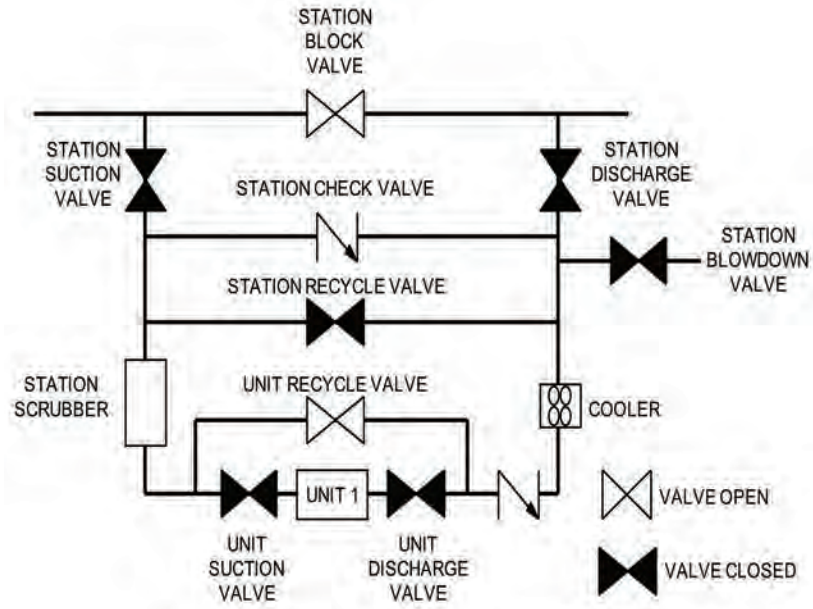 STATION
BLOCK
VALVE
STATION
SUCTION
VALVE
STATION CHECK VALVE
STATION
DISCHARGE
VALVE
STATION
BLOWDOWN
VALVE
STATION RECYCLE VALVE
STATION
SCRUBBER
UNIT RECYCLE VALVE
COOLER
UNIT 1
VALVE OPEN
UNIT
SUCTION
VALVE
UNIT
DISCHARGE
VALVE
VALVE CLOSED